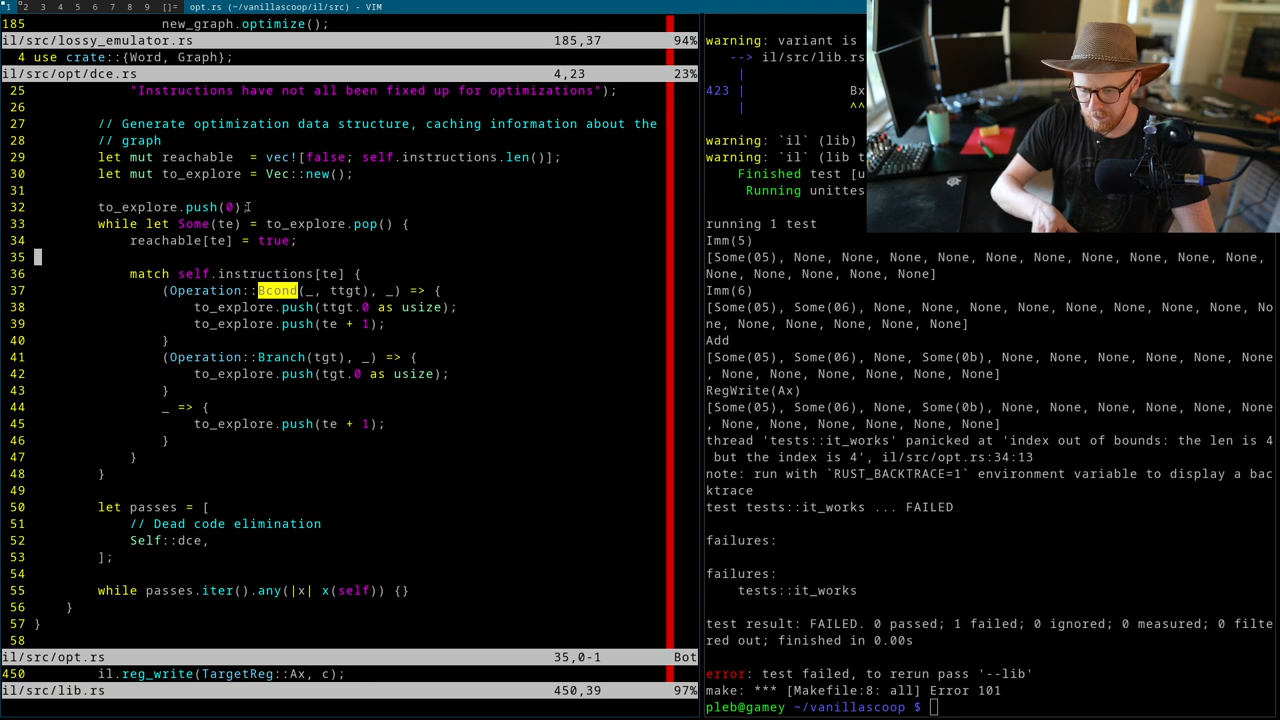 1 2 3 4 5 6 7 8 9 []= opt.rs (~/vanillascoop/il/src) - VIM
185 new_graph.optimize();
il/src/lossy_emulator.rs 185,37 94%
4 use crate::{Word, Graph};
il/src/opt/dce.rs 4,23 23%
25 "Instructions have not all been fixed up for optimizations");
26
27 // Generate optimization data structure, caching information about the
28 // graph
29 let mut reachable  = vec![false; self.instructions.len()];
30 let mut to_explore = Vec::new();
31
32 to_explore.push(0);
33 while let Some(te) = to_explore.pop() {
34 reachable[te] = true;
35
36 match self.instructions[te] {
37 (Operation::Bcond(_, ttgt), _) => {
38 to_explore.push(ttgt.0 as usize);
39 to_explore.push(te + 1);
40 }
41 (Operation::Branch(tgt), _) => {
42 to_explore.push(tgt.0 as usize);
43 }
44 _ => {
45 to_explore.push(te + 1);
46 }
47 }
48 }
49
50 let passes = [
51 // Dead code elimination
52 Self::dce,
53 ];
54
55 while passes.iter().any(|x| x(self)) {}
56 }
57 }
58
il/src/opt.rs 35,0-1 Bot
450 il.reg_write(TargetReg::Ax, c);
il/src/lib.rs 450,39 97%
warning: variant is
--> il/src/lib.rs
|
423 | Bx
| ^^
warning: `il` (lib)
warning: `il` (lib t
Finished test [u
Running unittes
running 1 test
Imm(5)
[Some(05), None, None, None, None, None, None, None, None,
None, None, None, None]
Imm(6)
[Some(05), Some(06), None, None, None, None, None, None, No
ne, None, None, None, None]
Add
[Some(05), Some(06), None, Some(0b), None, None, None, None
, None, None, None, None, None]
RegWrite(Ax)
[Some(05), Some(06), None, Some(0b), None, None, None, None
, None, None, None, None, None]
thread 'tests::it_works' panicked at 'index out of bounds: the len is 4
but the index is 4', il/src/opt.rs:34:13
note: run with `RUST_BACKTRACE=1` environment variable to display a bac
ktrace
test tests::it_works ... FAILED
failures:
failures:
tests::it_works
test result: FAILED. 0 passed; 1 failed; 0 ignored; 0 measured; 0 filte
red out; finished in 0.00s
error: test failed, to rerun pass '--lib'
make: *** [Makefile:8: all] Error 101
pleb@gamey ~/vanillascoop $